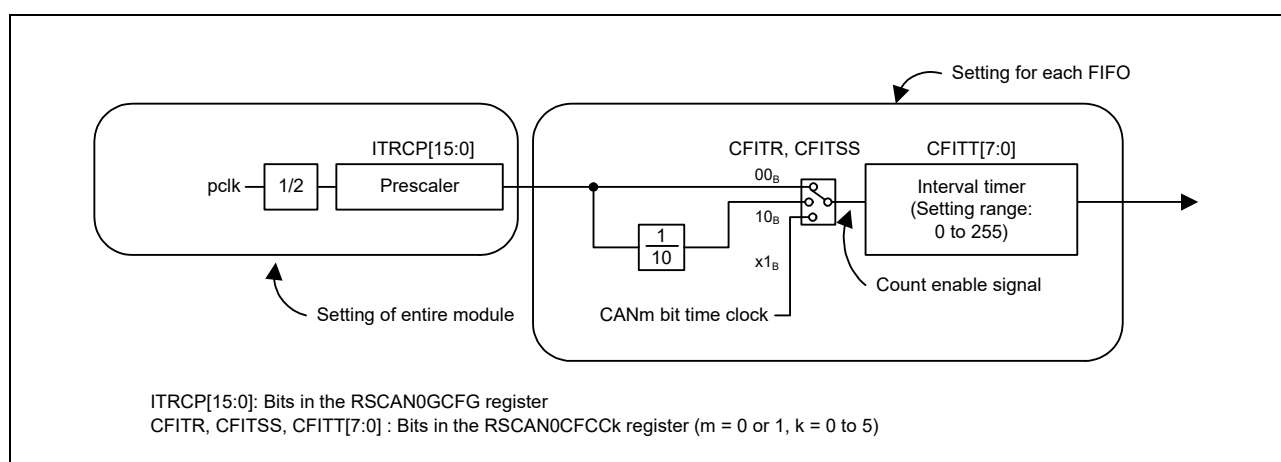 Setting for each FIFO
ITRCP[15:0]
CFITR, CFITSS
CFITT[7:0]
pclk
1/2
Prescaler
00B
Interval timer
(Setting range:
0 to 255)
10B
1
10
x1B
Count enable signal
Setting of entire module
CANm bit time clock
ITRCP[15:0]: Bits in the RSCAN0GCFG register
CFITR, CFITSS, CFITT[7:0] : Bits in the RSCAN0CFCCk register (m = 0 or 1, k = 0 to 5)